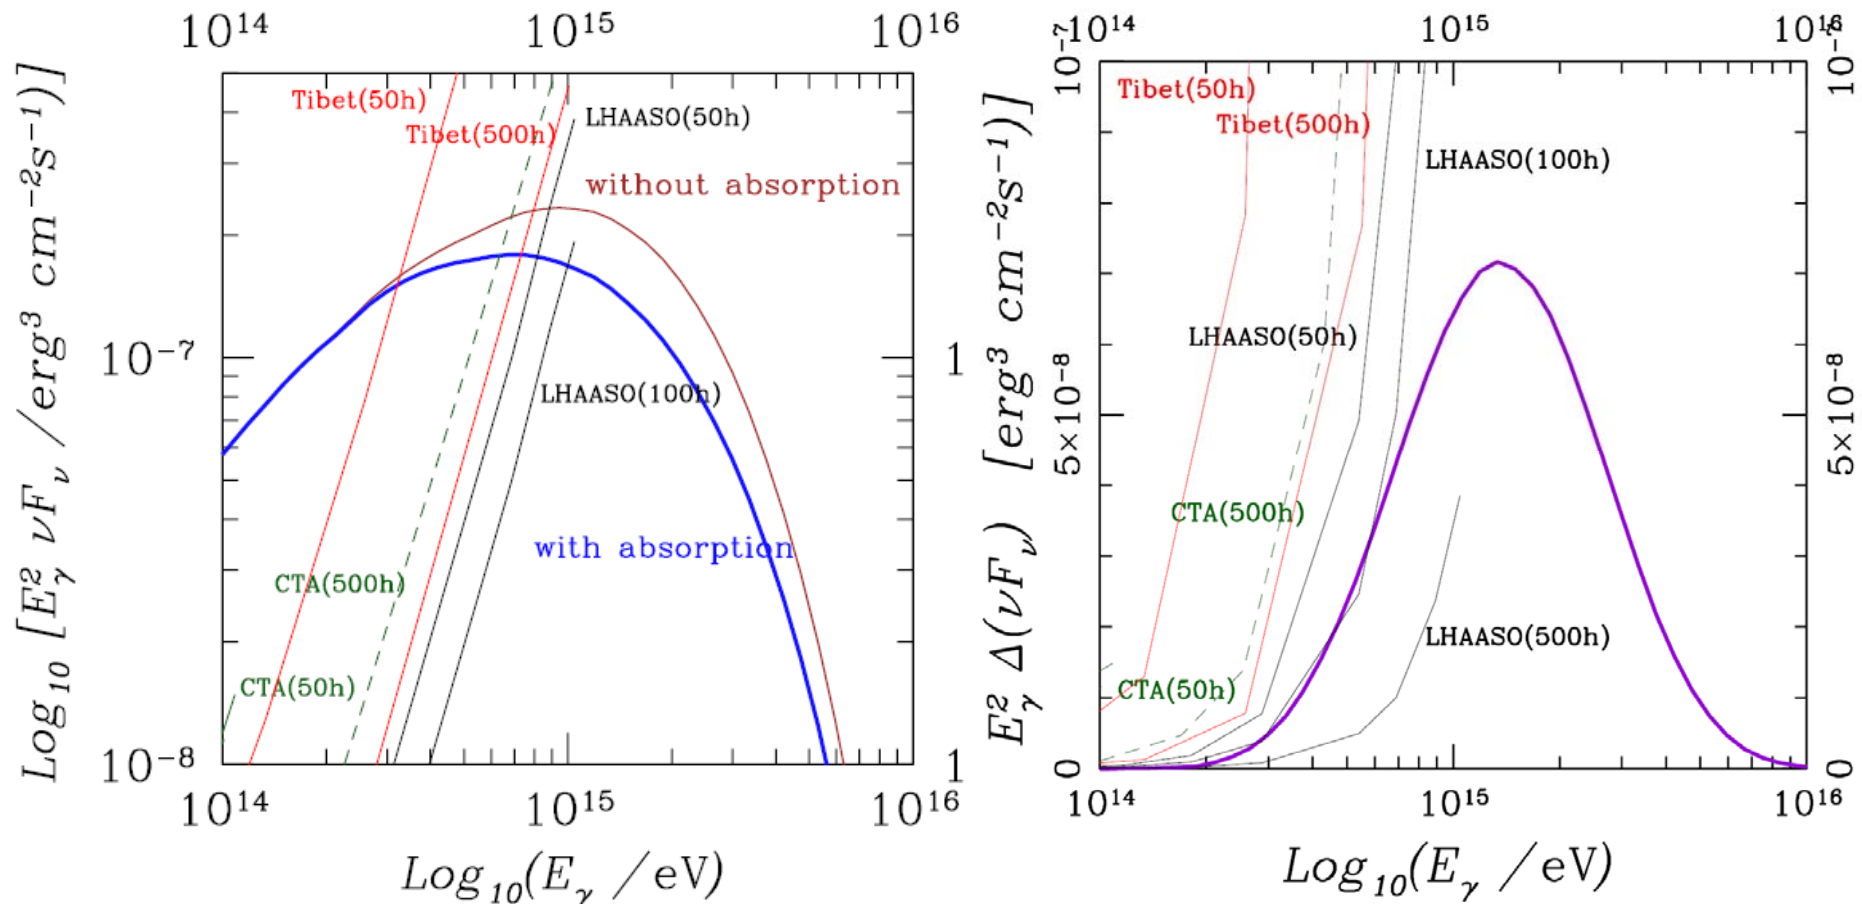 10^14 10^15 10^16
Log_10 [E_γ^2 νF_ν /erg^3 cm^-2 s^-1)]
Tibet(50h)
Tibet(500h)
LHAASO(50h)
without absorption
10^-7 1
LHAASO(100h)
with absorption
CTA(500h)
CTA(50h)
10^-8 1
10^14 10^15 10^16
Log_10(E_γ /eV)
10^14 10^15 10^16
10^-7 10^-7
E_γ^2 Δ(νF_ν) [erg^3 cm^-2 s^-1)]
Tibet(50h)
Tibet(500h)
LHAASO(100h)
LHAASO(50h)
5×10^-8 5×10^-8
CTA(500h)
LHAASO(500h)
CTA(50h)
0 0
10^14 10^15 10^16
Log_10(E_γ /eV)